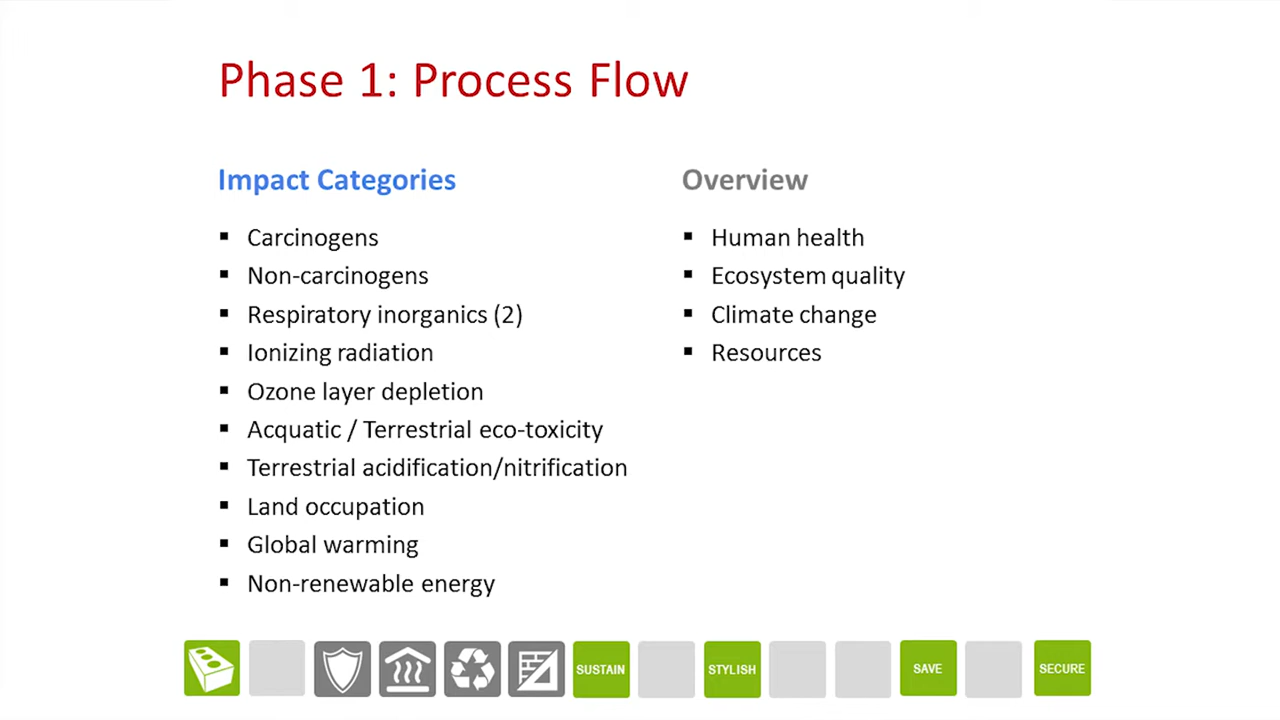 Phase 1: Process Flow
Impact Categories
Carcinogens
Non-carcinogens
Respiratory inorganics (2)
Ionizing radiation
Ozone layer depletion
Acquatic / Terrestrial eco-toxicity
Terrestrial acidification/nitrification
Land occupation
Global warming
Non-renewable energy
Overview
Human health
Ecosystem quality
Climate change
Resources
SUSTAIN
STYLISH
SAVE
SECURE